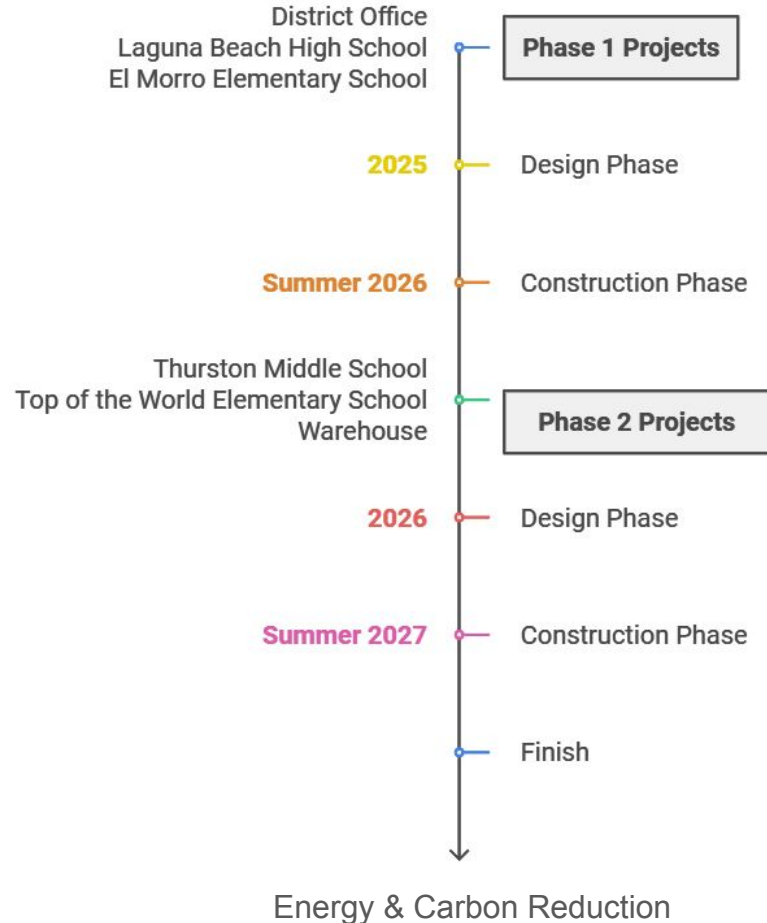 District Office
Laguna Beach High School
El Morro Elementary School
Phase 1 Projects
2025
Design Phase
Summer 2026
Construction Phase
Thurston Middle School
Top of the World Elementary School
Warehouse
Phase 2 Projects
2026
Design Phase
Summer 2027
Construction Phase
Finish
Energy & Carbon Reduction